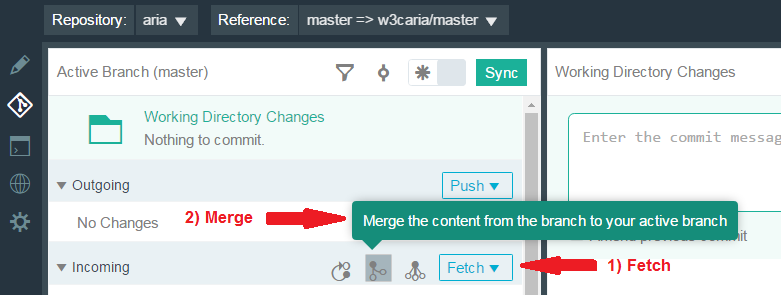 Repository: aria Reference: master => w3caria/master
Active Branch (master) Sync Working Directory Changes
Working Directory Changes
Nothing to commit.
Enter the commit messag
Outgoing Push
No Changes 2) Merge Merge the content from the branch to your active branch
Amend previous commit
Incoming Fetch 1) Fetch